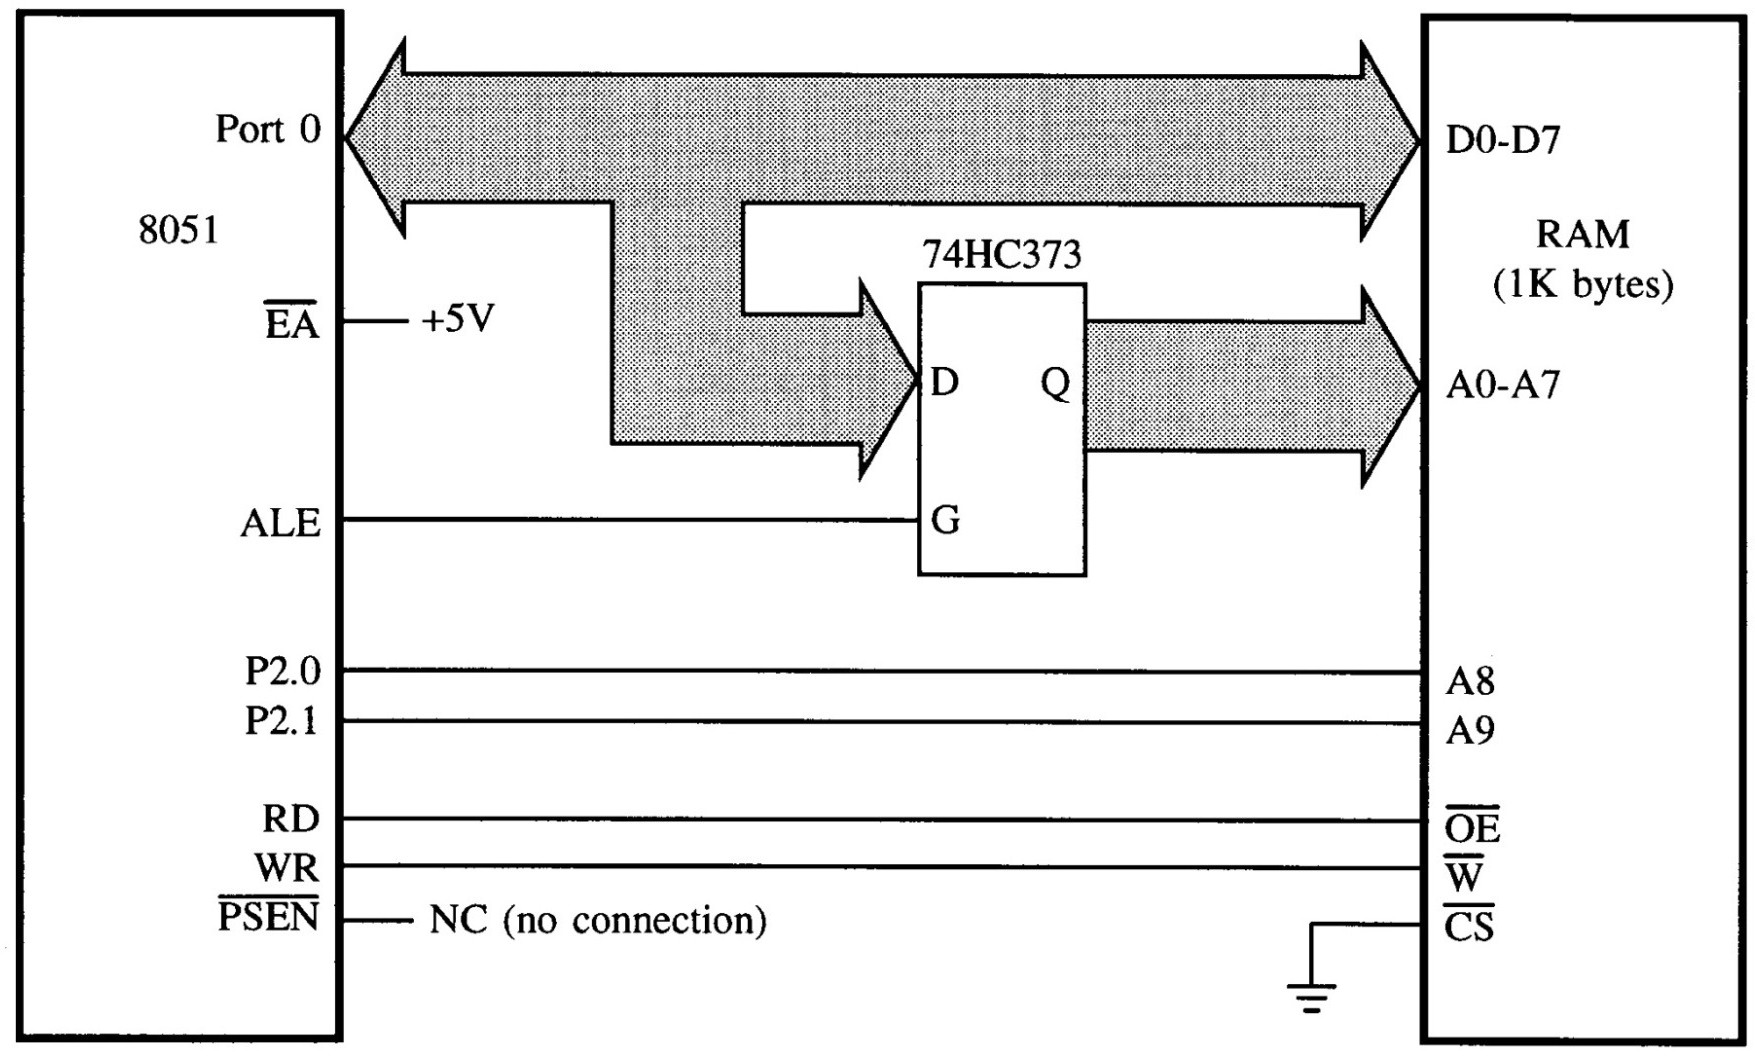 Port 0
8051
EA
+5V
ALE
P2.0
P2.1
RD
WR
PSEN
NC (no connection)
74HC373
D
Q
G
D0-D7
RAM
(1K bytes)
A0-A7
A8
A9
OE
W
CS